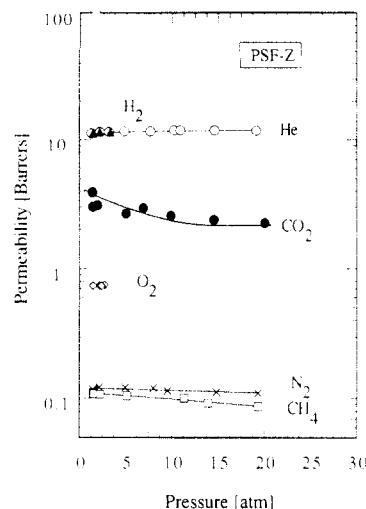 100
PSF-Z
H2
He
10
CO2
1
O2
N2
0.1
CH4
0 5 10 15 20 25 30
Permeability [Barrers]
Pressure [atm]